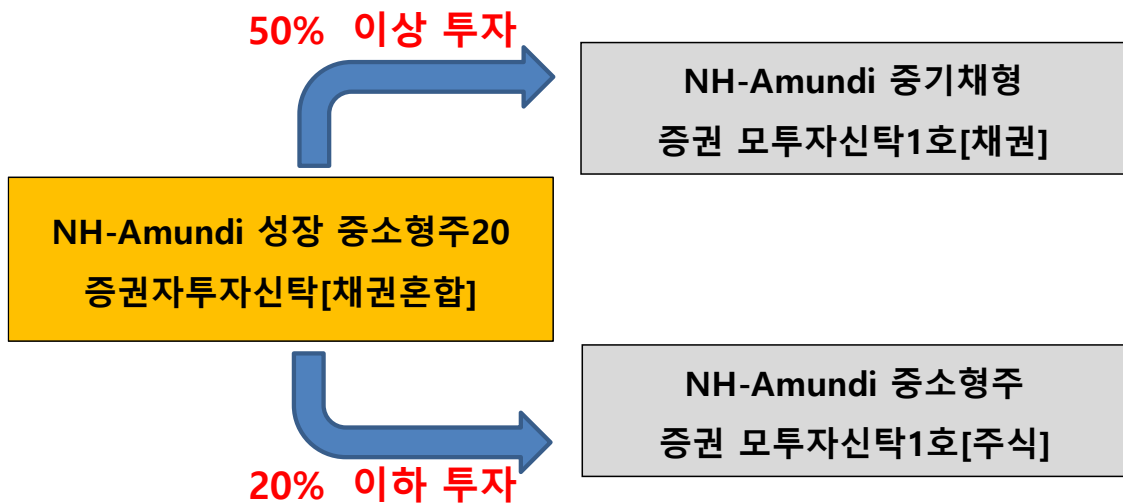 50% 이상 투자
NH-Amundi 중기채형
증권 모투자신탁1호[채권]
NH-Amundi 성장 중소형주20
증권자투자신탁[채권혼합]
NH-Amundi 중소형주
증권 모투자신탁1호[주식]
20% 이하 투자